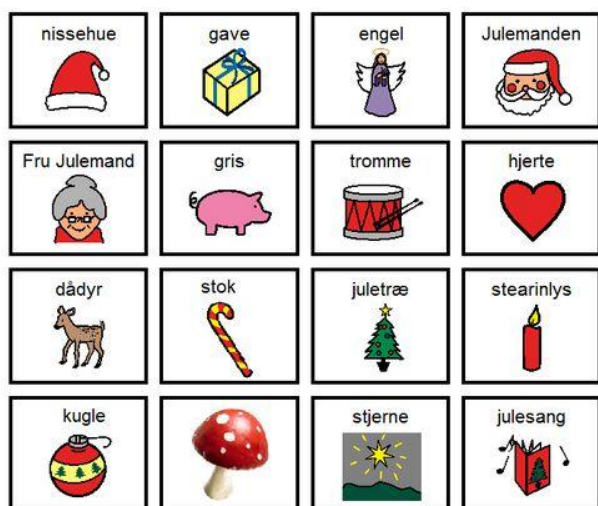 nissehue
gave
engel
Julemanden
Fru Julemand
gris
tromme
hjerte
dådyr
stok
juletræ
stearinlys
kugle
stjerne
julesang